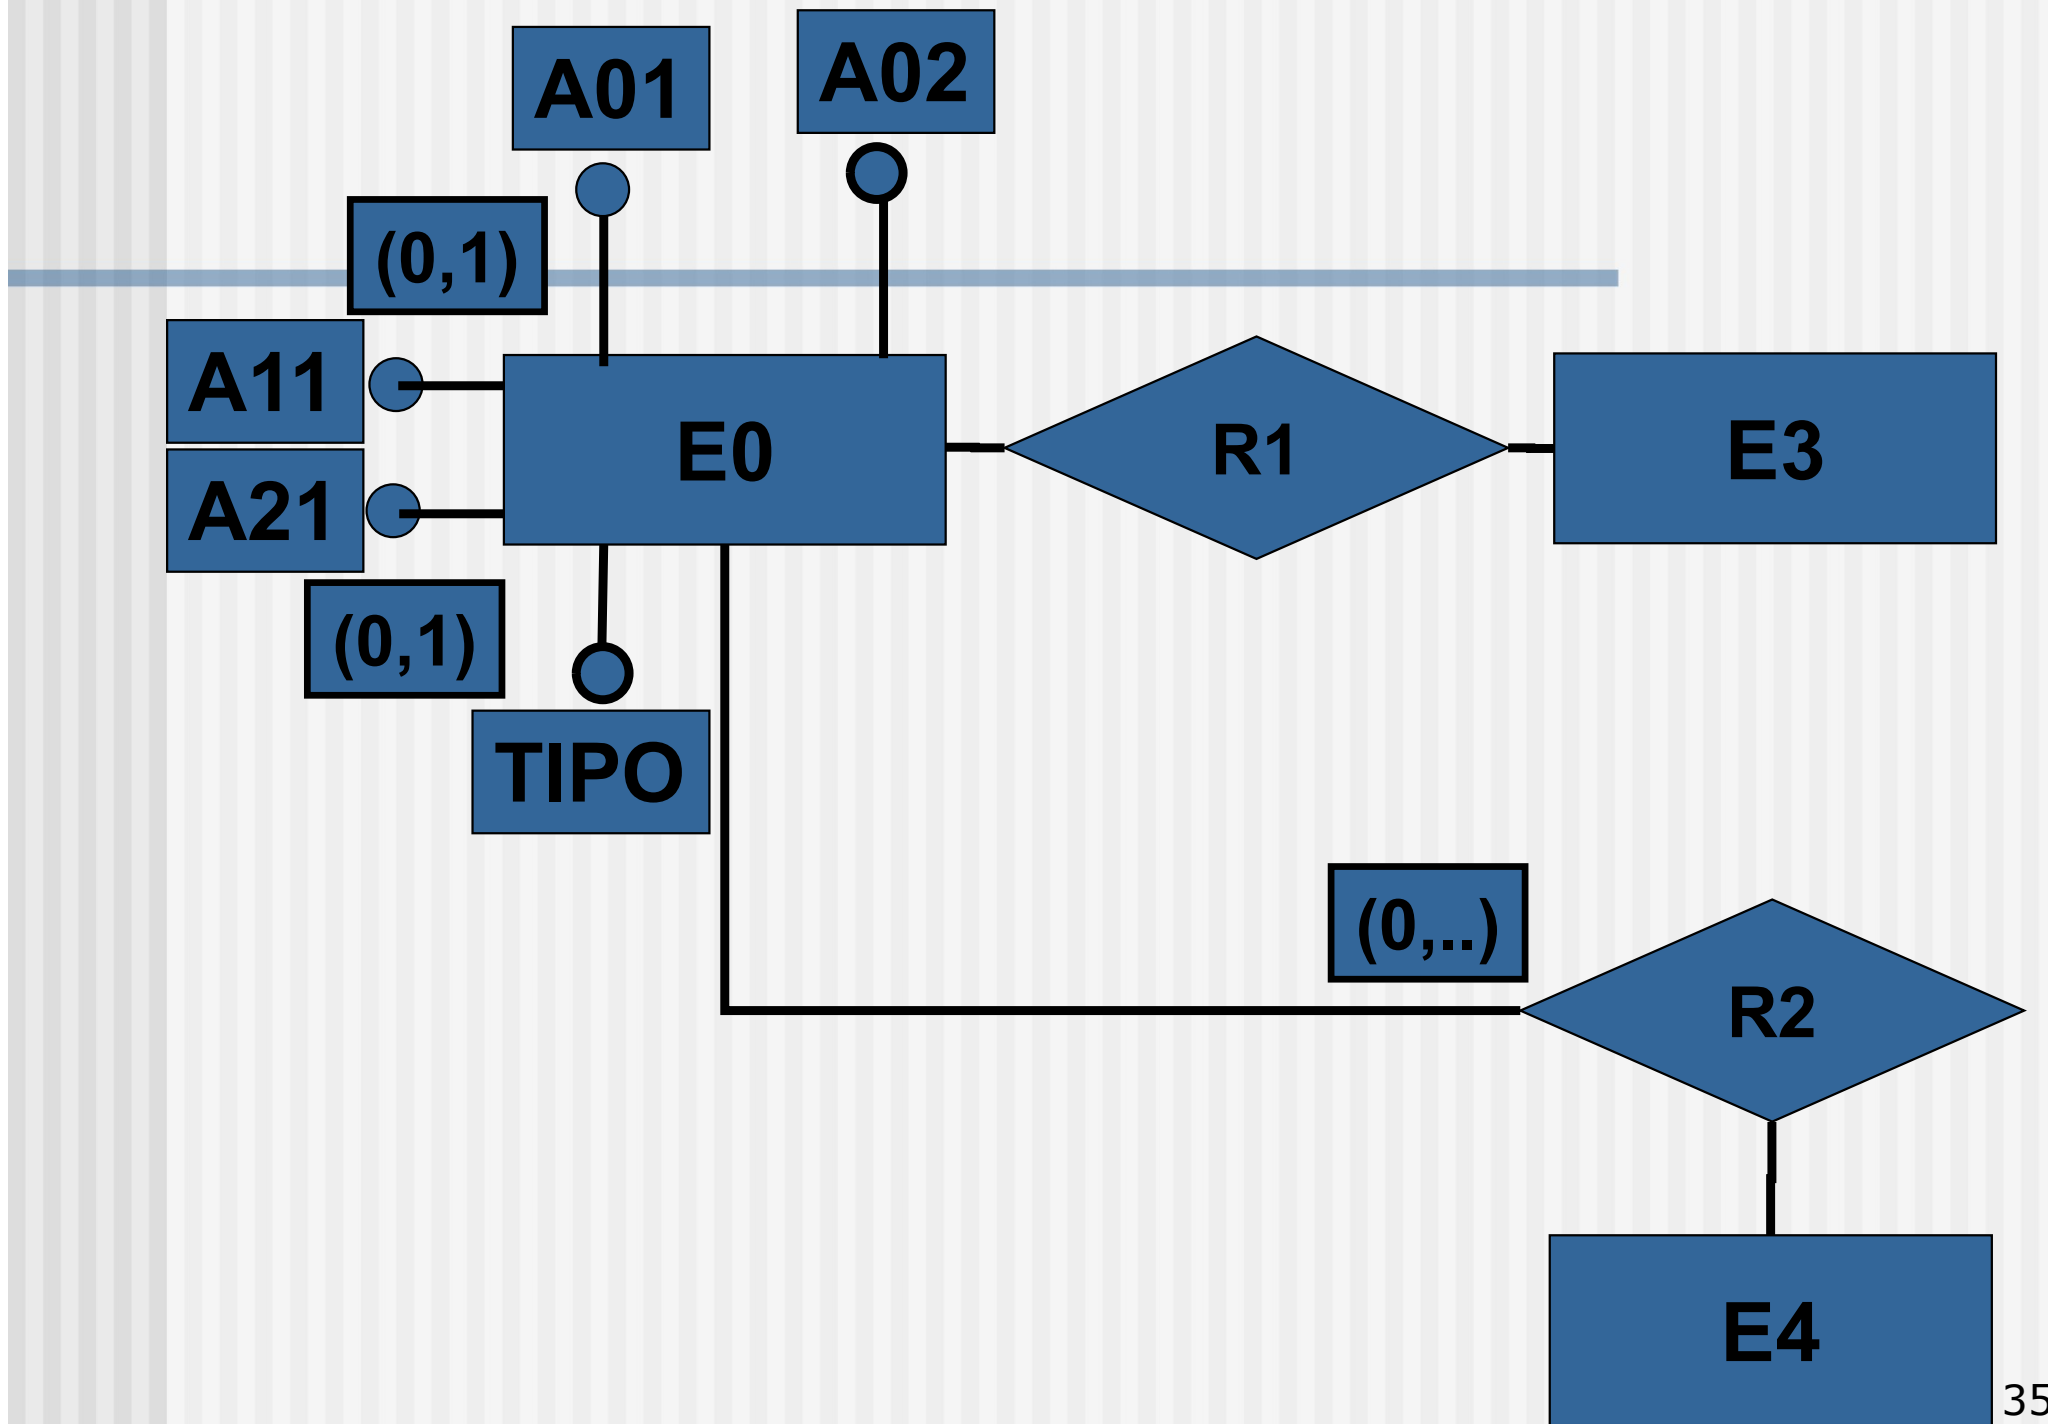 A01
A02
(0,1)
A11
E0
R1
E3
A21
(0,1)
TIPO
(0,..)
R2
E4
35